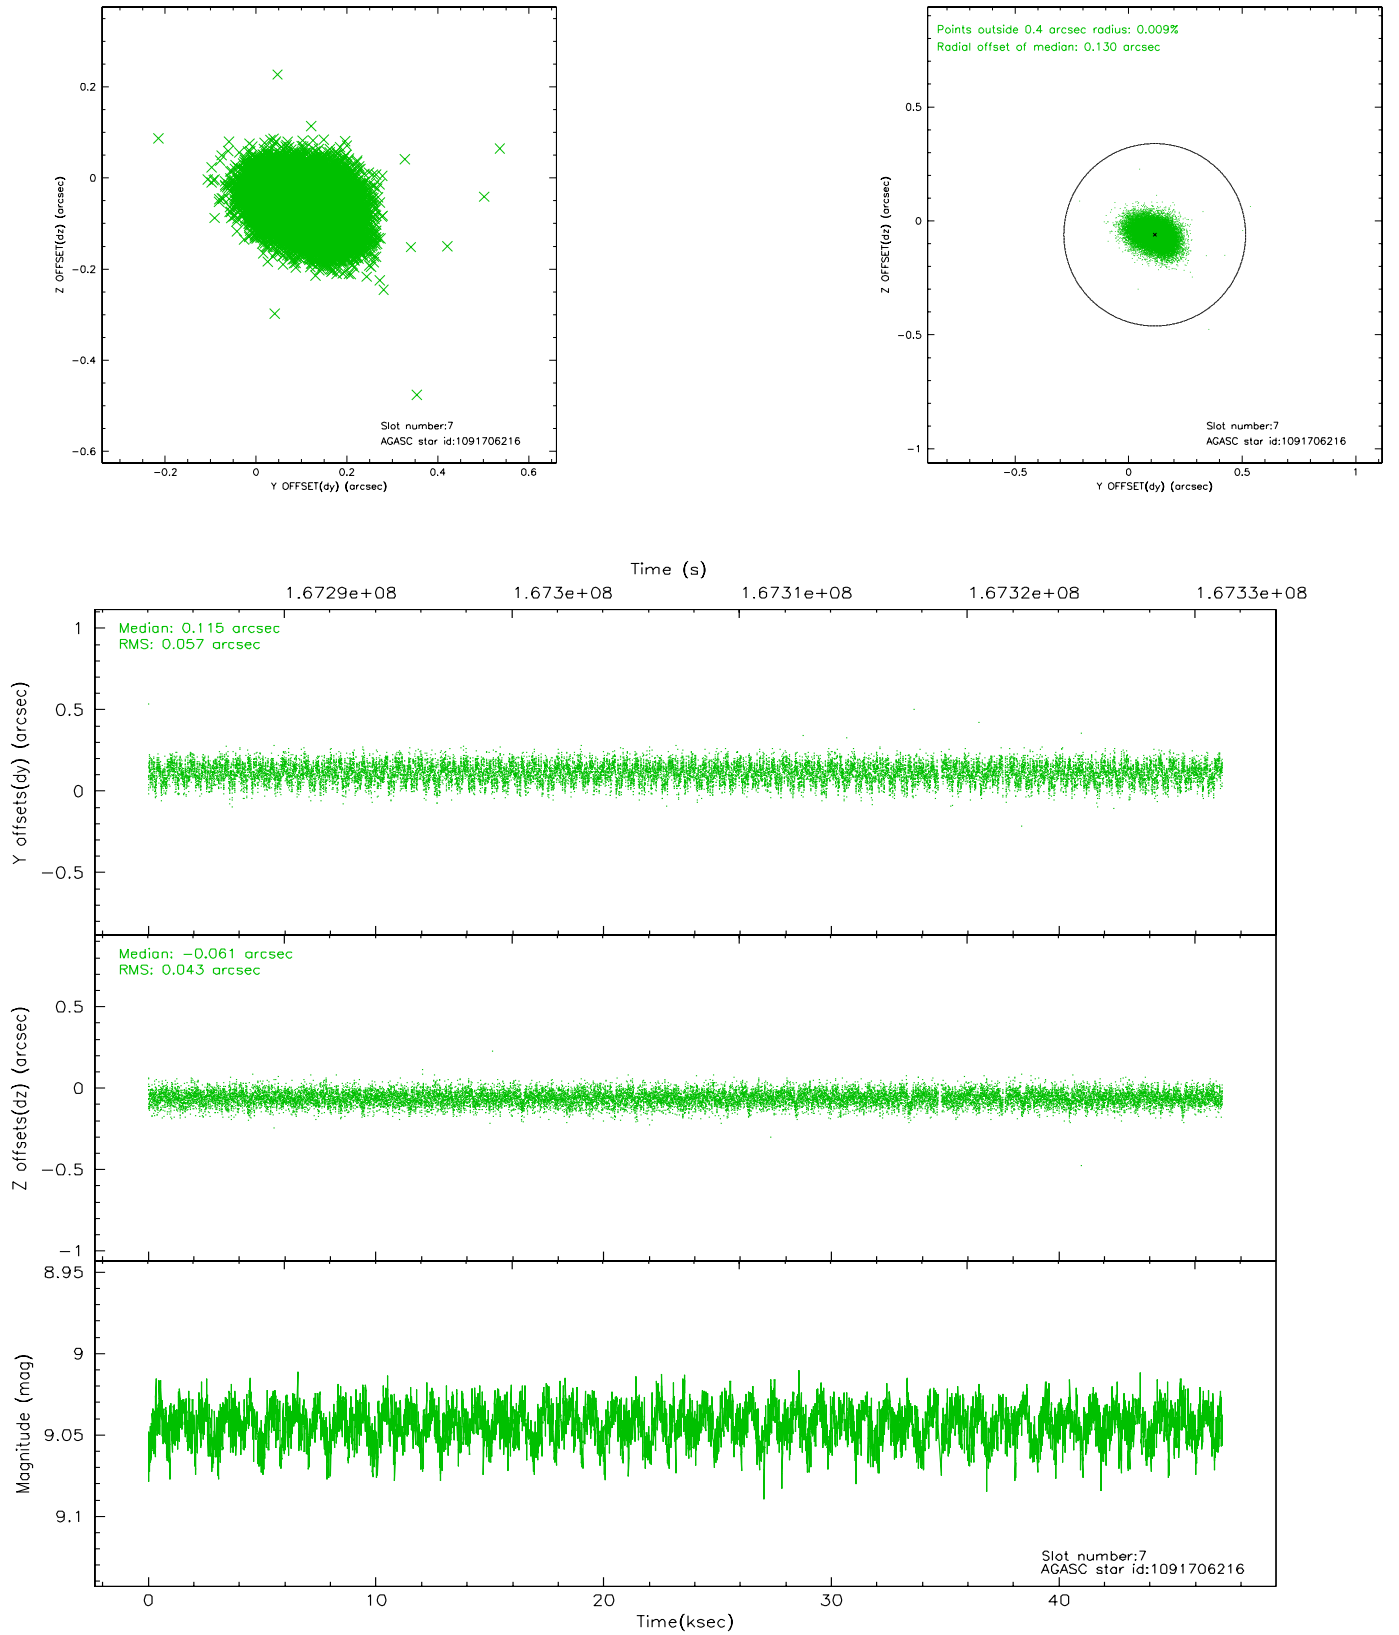 0.2
0
−0.2
−0.4
−0.6
Z OFFSET(dz) (arcsec)
Slot number:7
AGASC star id:1091706216
−0.2 0 0.2 0.4 0.6
Y OFFSET(dy) (arcsec)
Points outside 0.4 arcsec radius: 0.009%
Radial offset of median: 0.130 arcsec
0.5
0
−0.5
−1
Z OFFSET(dz) (arcsec)
Slot number:7
AGASC star id:1091706216
−0.5 0 0.5 1
Y OFFSET(dy) (arcsec)
Time (s)
1.6729e+08 1.673e+08 1.6731e+08 1.6732e+08 1.6733e+08
Median: 0.115 arcsec
RMS: 0.057 arcsec
1
0.5
0
−0.5
Y offsets(dy) (arcsec)
Median: −0.061 arcsec
RMS: 0.043 arcsec
0.5
0
−0.5
−1
Z offsets(dz) (arcsec)
8.95
9
9.05
9.1
Magnitude (mag)
Slot number:7
AGASC star id:1091706216
0 10 20 30 40
Time(ksec)